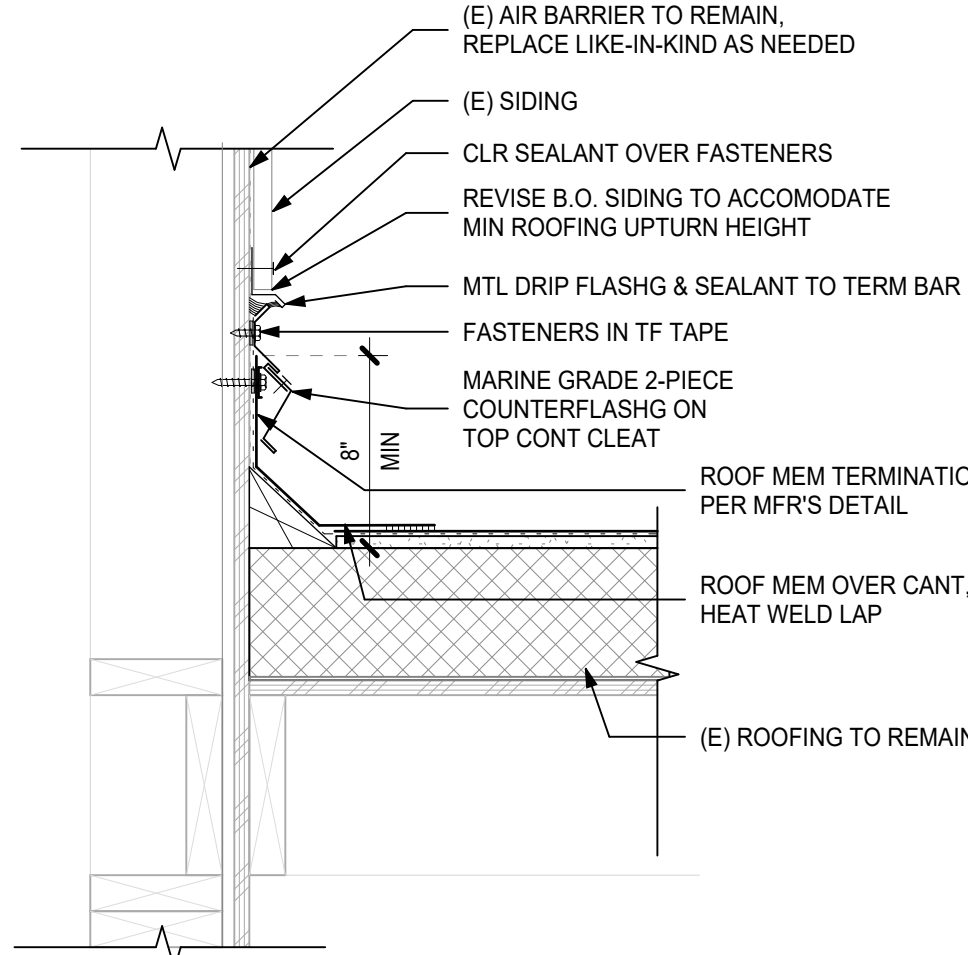 (E) AIR BARRIER TO REMAIN,
REPLACE LIKE-IN-KIND AS NEEDED
(E) SIDING
CLR SEALANT OVER FASTENERS
REVISE B.O. SIDING TO ACCOMODATE
MIN ROOFING UPTURN HEIGHT
MTL DRIP FLASHG & SEALANT TO TERM BAR
FASTENERS IN TF TAPE
MARINE GRADE 2-PIECE
COUNTERFLASHG ON
TOP CONT CLEAT
8"
MIN
ROOF MEM TERMINATIO
PER MFR'S DETAIL
ROOF MEM OVER CANT,
HEAT WELD LAP
(E) ROOFING TO REMAIN